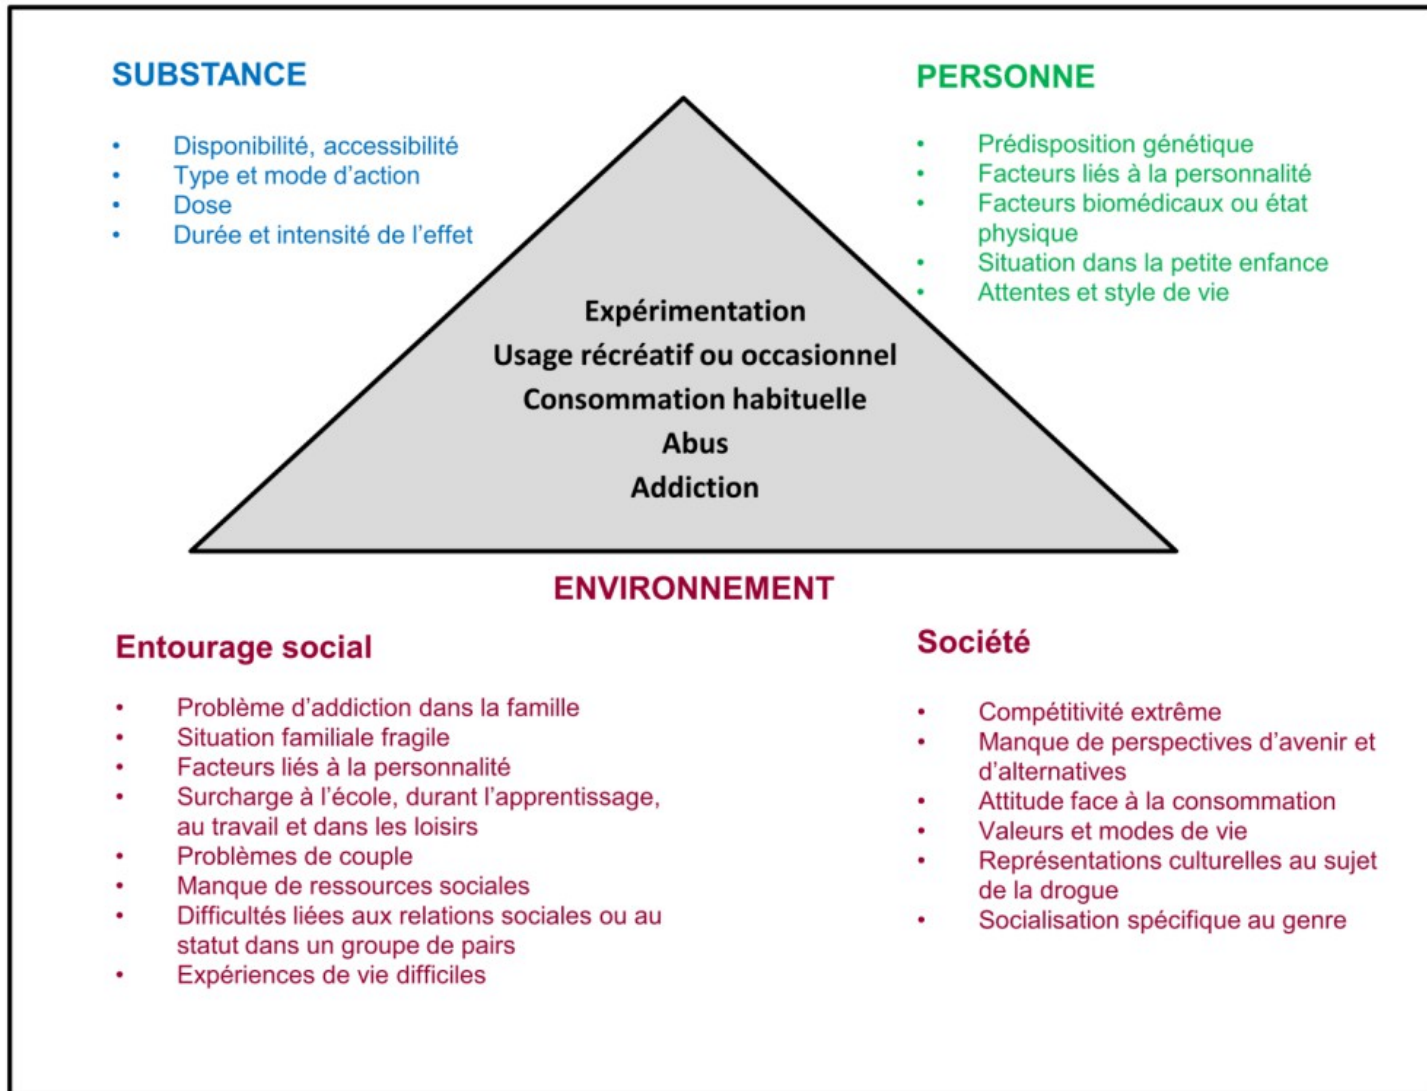 SUBSTANCE
• Disponibilité, accessibilité
• Type et mode d’action
• Dose
• Durée et intensité de l’effet
PERSONNE
• Prédisposition génétique
• Facteurs liés à la personnalité
• Facteurs biomédicaux ou état
physique
• Situation dans la petite enfance
• Attentes et style de vie
Expérimentation
Usage récréatif ou occasionnel
Consommation habituelle
Abus
Addiction
ENVIRONNEMENT
Entourage social
• Problème d’addiction dans la famille
• Situation familiale fragile
• Facteurs liés à la personnalité
• Surcharge à l’école, durant l’apprentissage,
au travail et dans les loisirs
• Problèmes de couple
• Manque de ressources sociales
• Difficultés liées aux relations sociales ou au
statut dans un groupe de pairs
• Expériences de vie difficiles
Société
• Compétitivité extrême
• Manque de perspectives d’avenir et
d’alternatives
• Attitude face à la consommation
• Valeurs et modes de vie
• Représentations culturelles au sujet
de la drogue
• Socialisation spécifique au genre